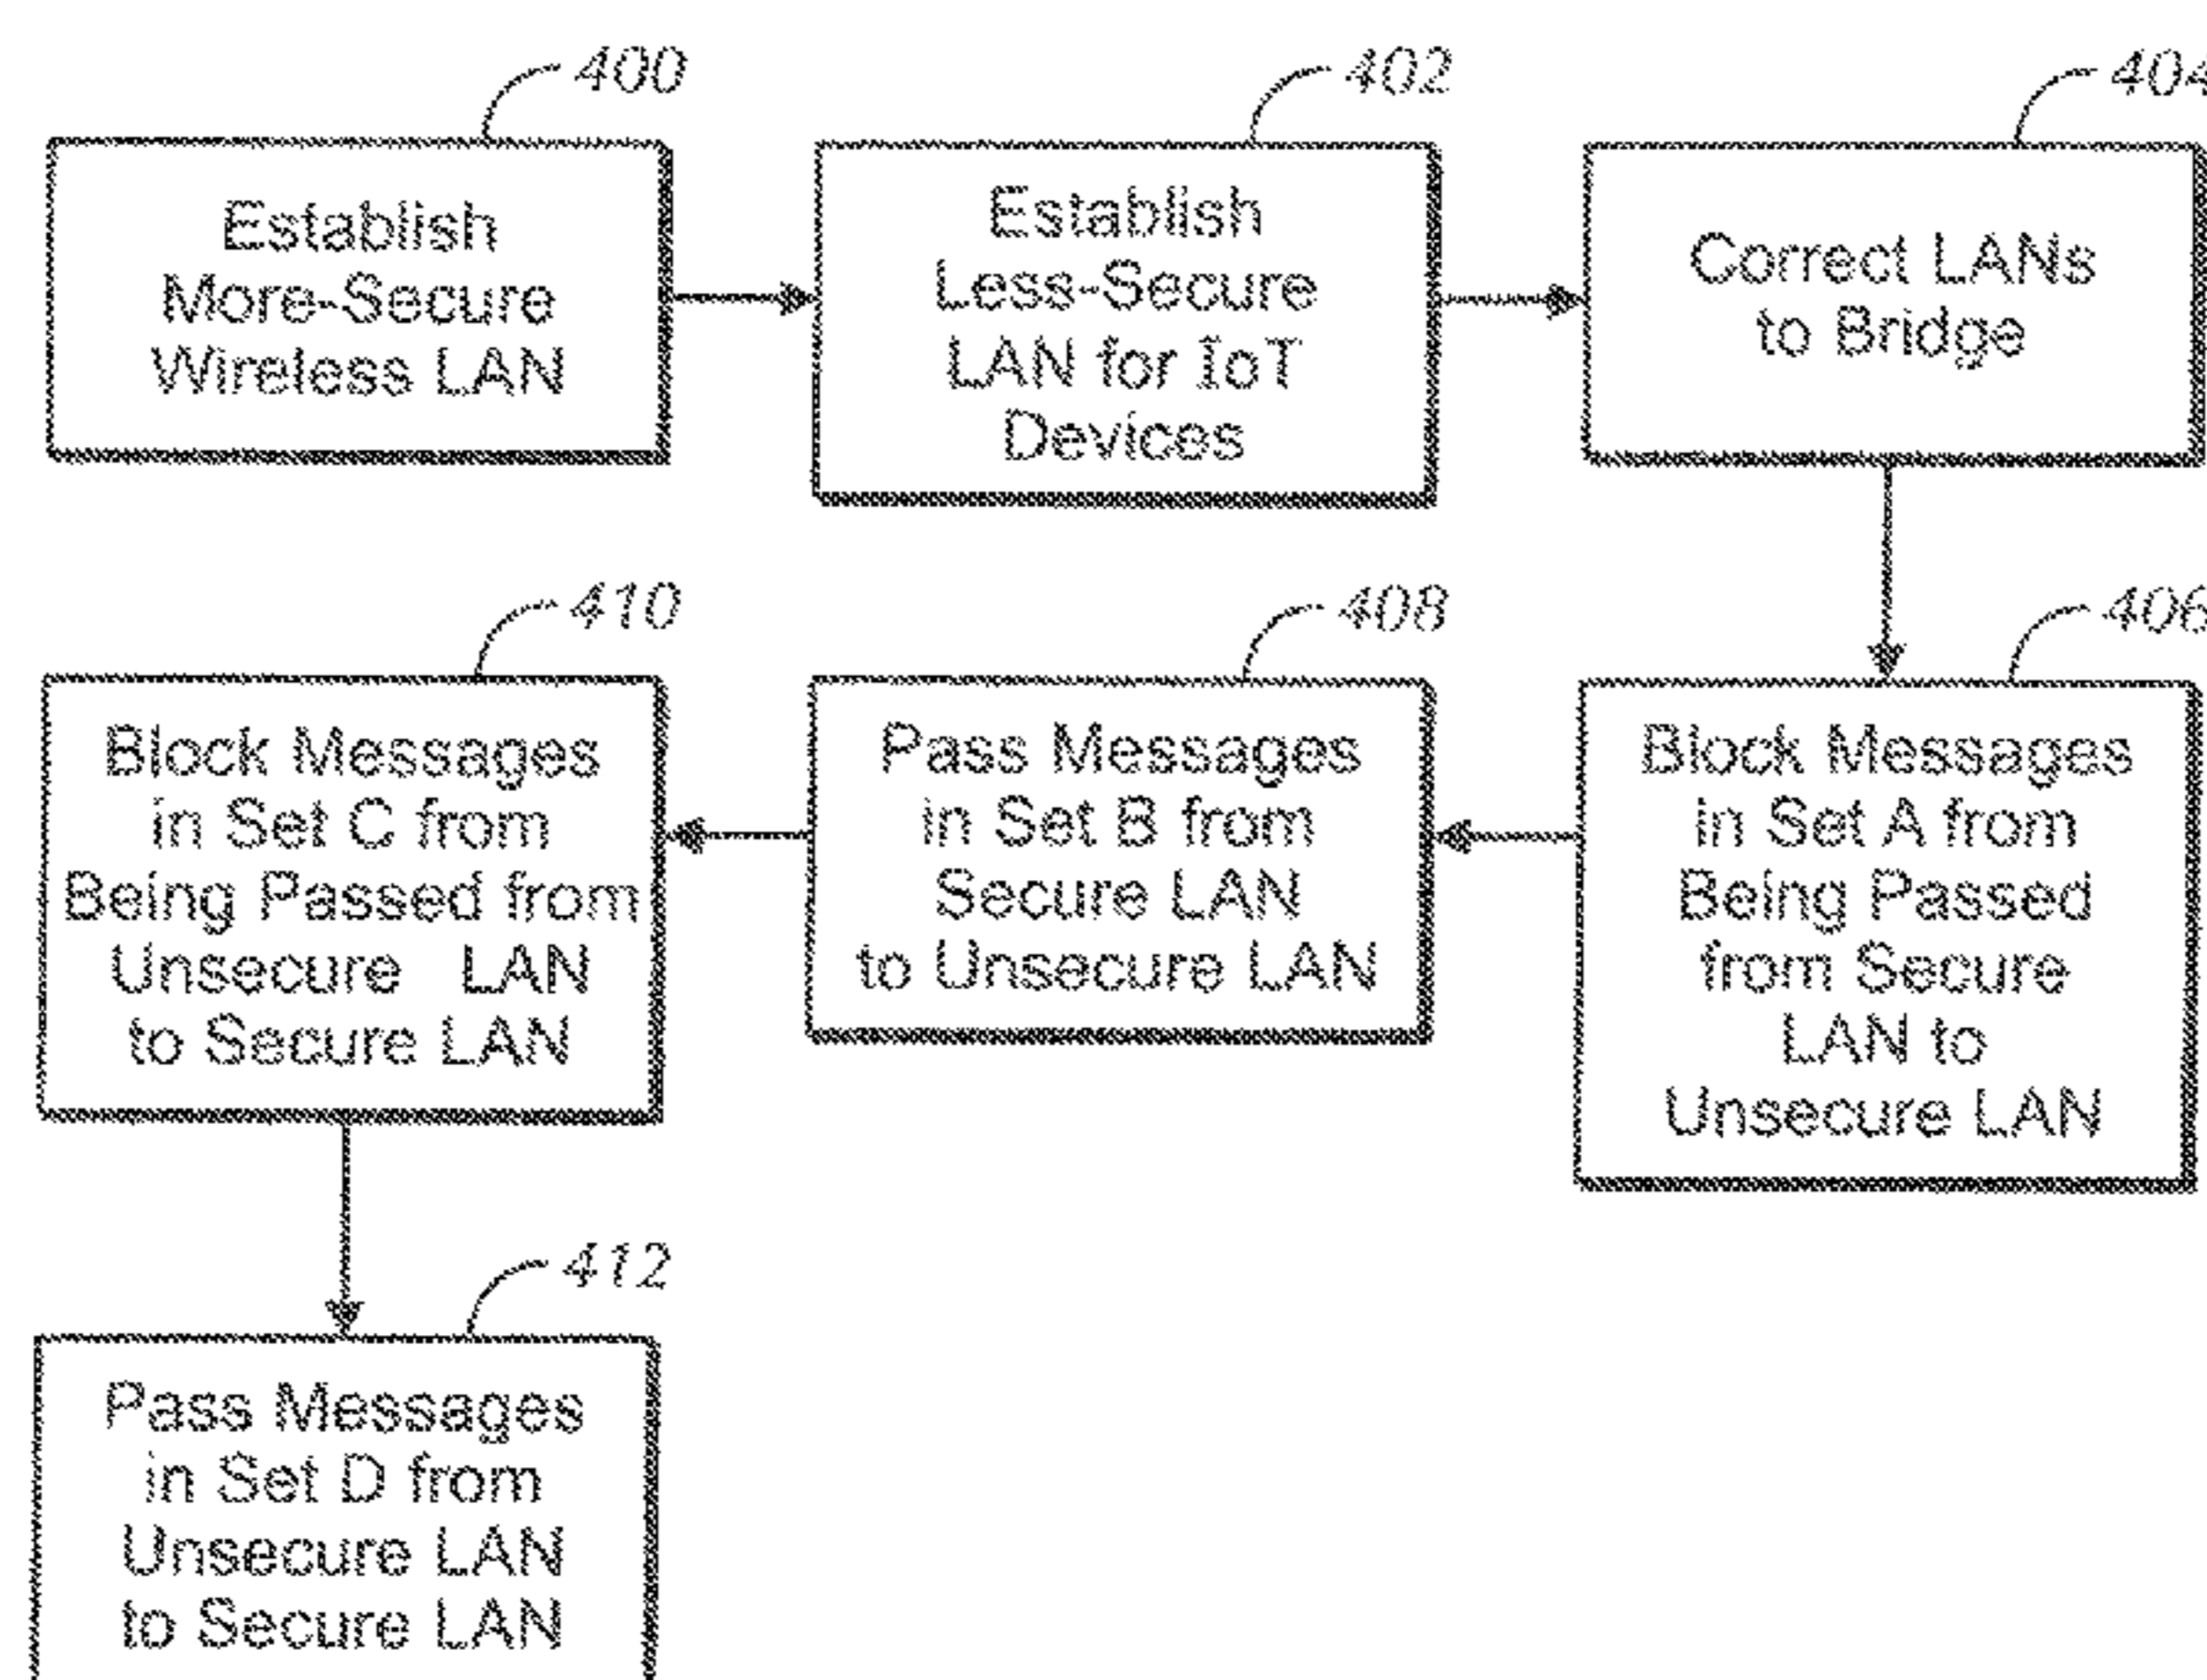 400
Establish
More-Secure
Wireless LAN
402
Establish
Less-Secure
LAN for IoT
Devices
404
Correct LANs
to Bridge
406
Block Messages
in Set A from
Being Passed
from Secure
LAN to
Unsecure LAN
408
Pass Messages
in Set B from
Secure LAN
to Unsecure LAN
410
Block Messages
in Set C from
Being Passed from
Unsecure LAN
to Secure LAN
412
Pass Messages
in Set D from
Unsecure LAN
to Secure LAN